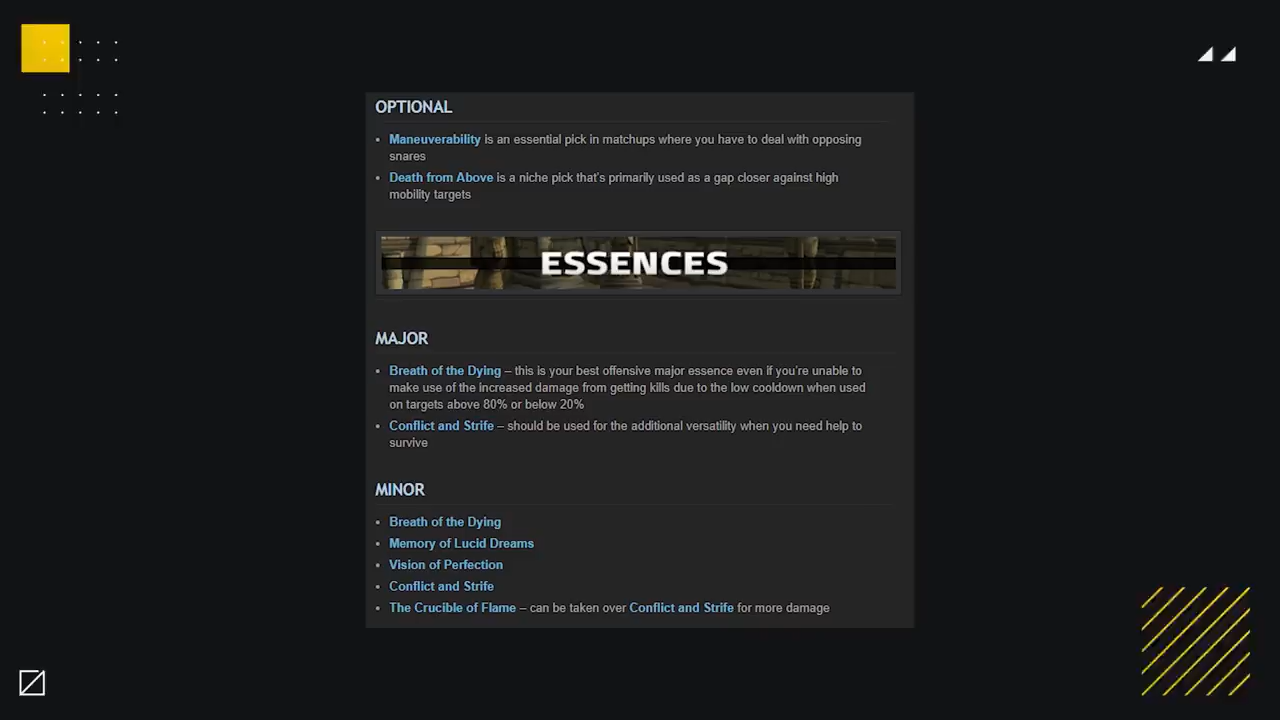 OPTIONAL
Maneuverability is an essential pick in matchups where you have to deal with opposing
snares
Death from Above is a niche pick that's primarily used as a gap closer against high
mobility targets
ESSENCES
MAJOR
Breath of the Dying – this is your best offensive major essence even if you're unable to
make use of the increased damage from getting kills due to the low cooldown when used
on targets above 80% or below 20%
Conflict and Strife – should be used for the additional versatility when you need help to
survive
MINOR
Breath of the Dying
Memory of Lucid Dreams
Vision of Perfection
Conflict and Strife
The Crucible of Flame – can be taken over Conflict and Strife for more damage